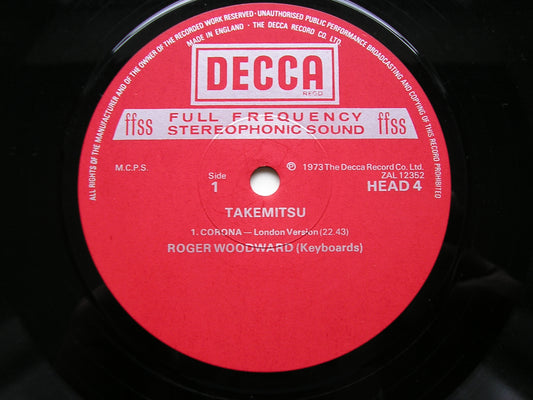 ALL RIGHTS OF THE MANUFACTURER AND OF THE OWNER OF THE RECORDED WORK RESERVED · UNAUTHORISED PUBLIC PERFORMANCE BROADCASTING AND COPYING OF THIS RECORD PROHIBITED
MADE IN ENGLAND · THE DECCA RECORD CO. LTD.
DECCA
REGD
ffss FULL FREQUENCY ffss
STEREOPHONIC SOUND
M.C.P.S. Side ℗ 1973 The Decca Record Co. Ltd.
ZAL 12352
1 HEAD 4
TAKEMITSU
1. CORONA — London Version (22.43)
ROGER WOODWARD (Keyboards)